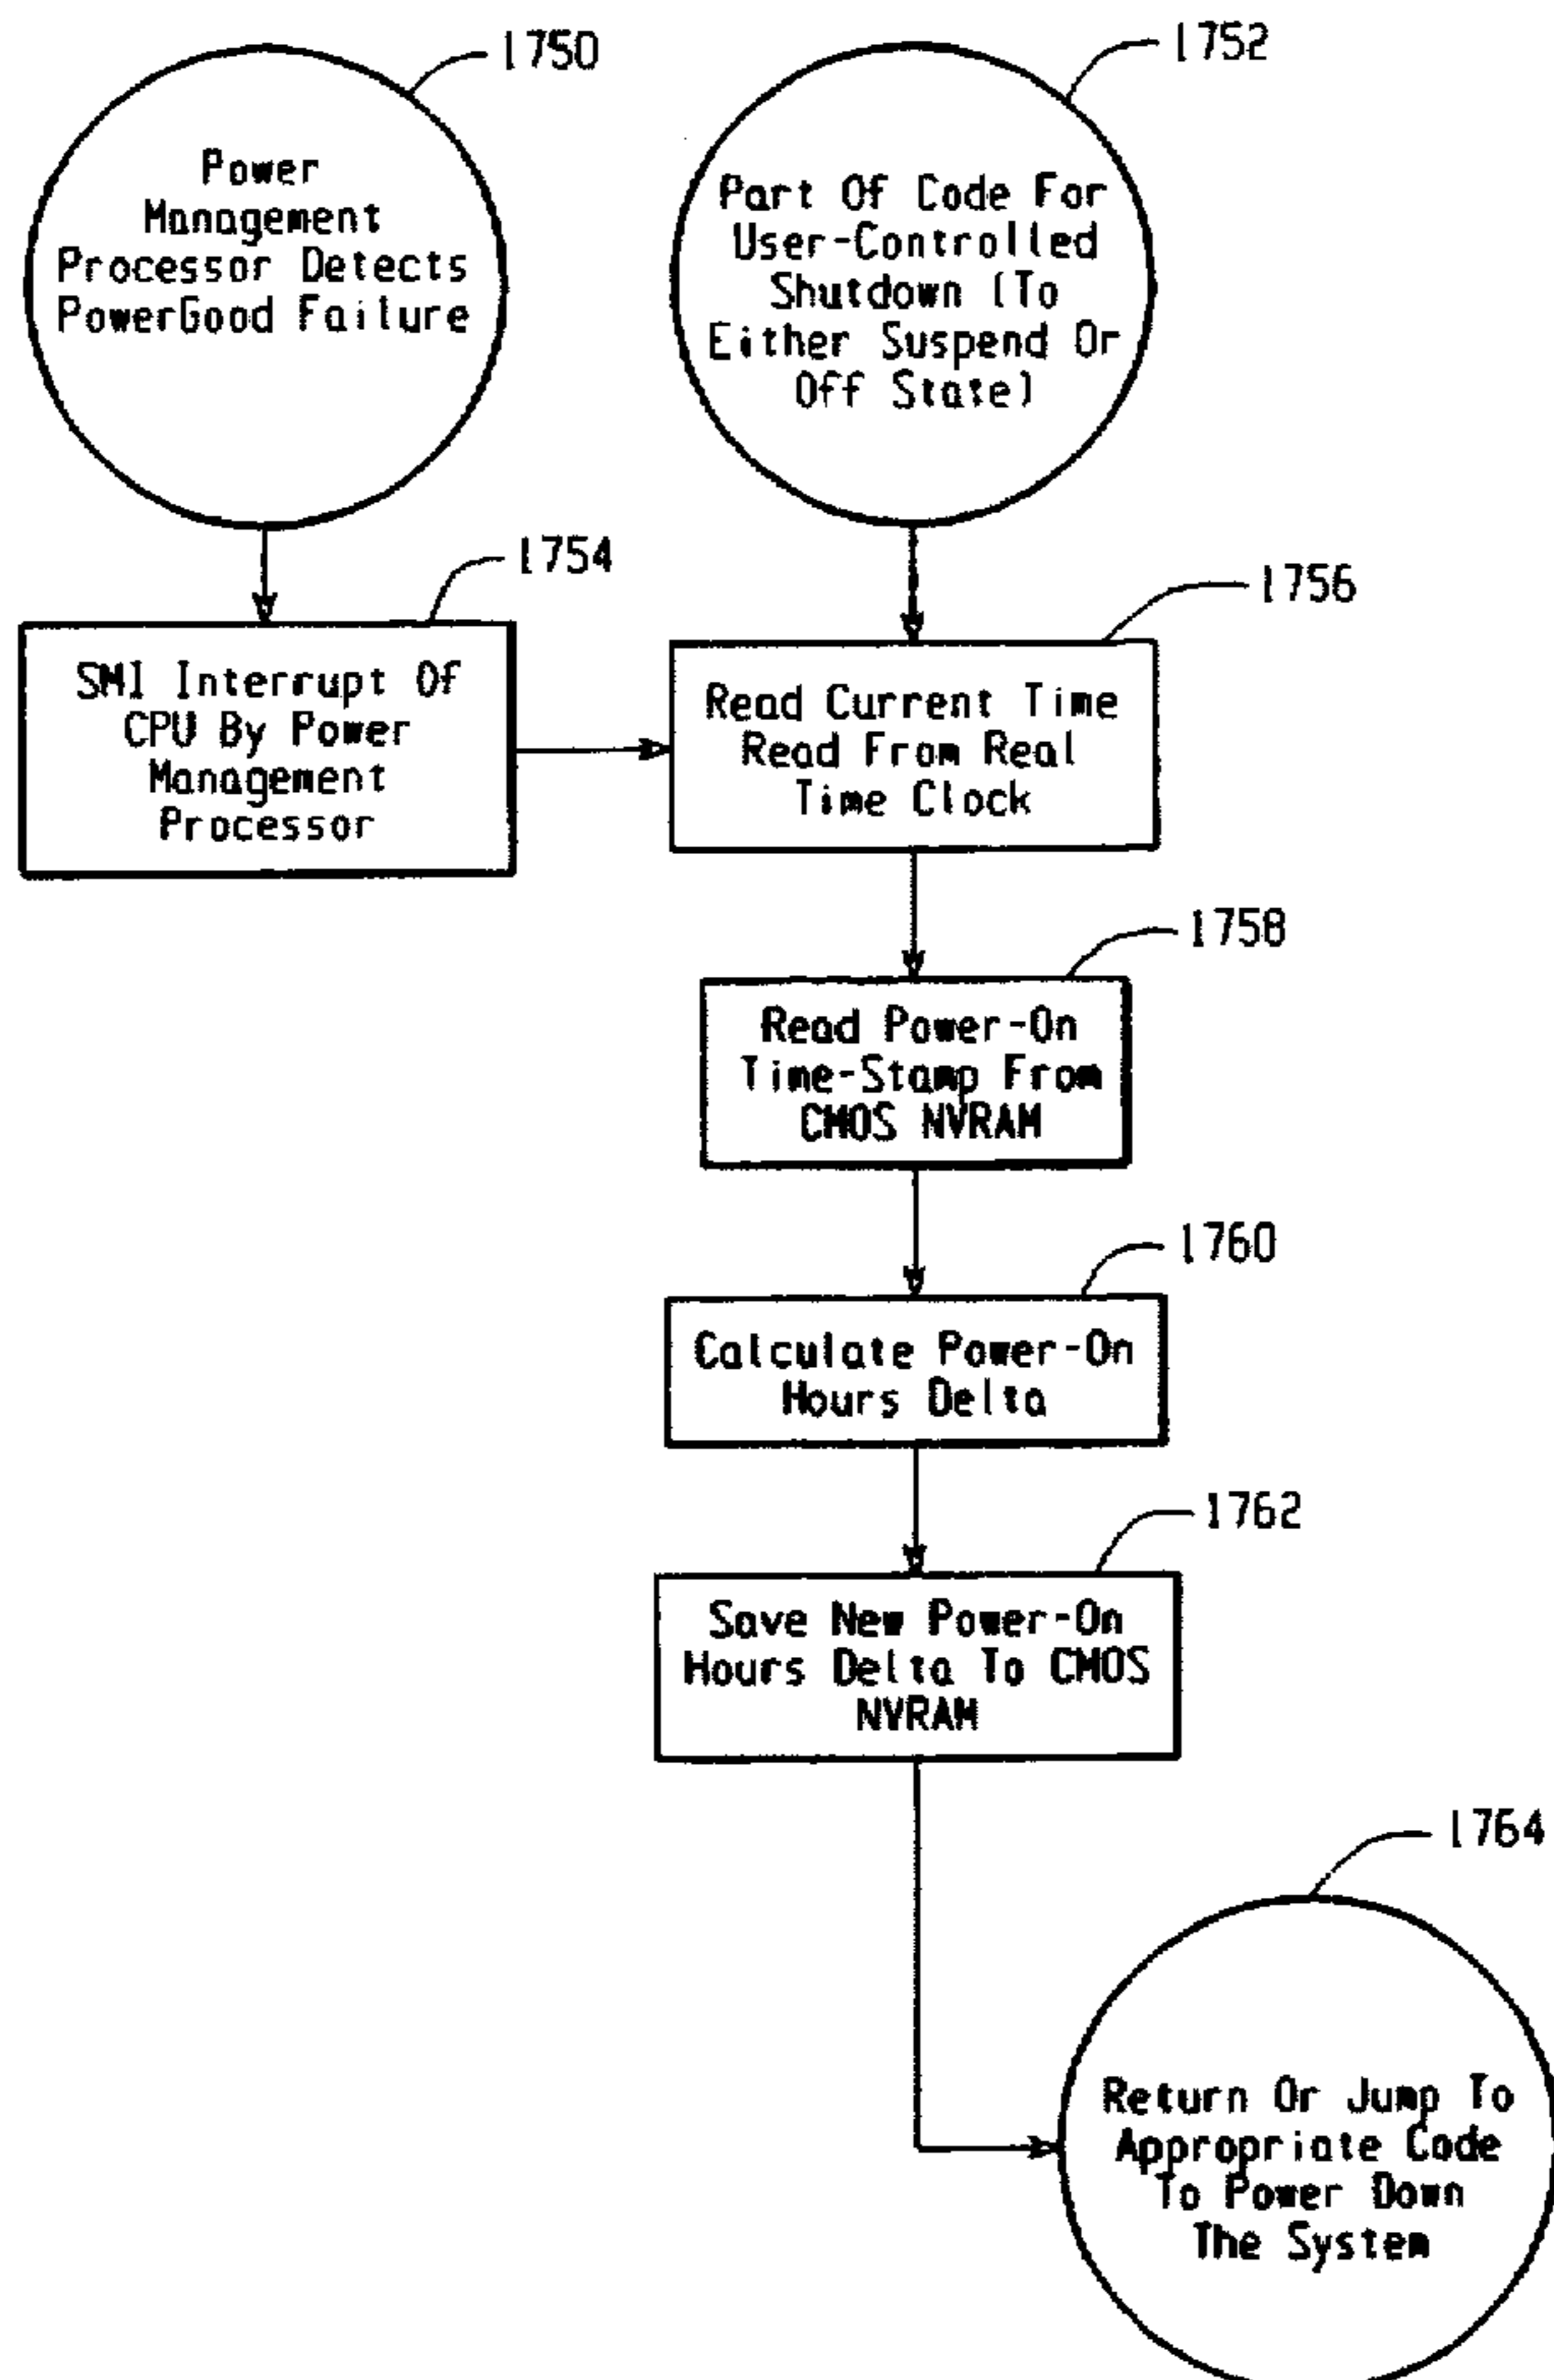 1750
Power
Management
Processor Detects
PowerGood Failure
1752
Part Of Code For
User-Controlled
Shutdown (To
Either Suspend Or
Off State)
1754
SMI Interrupt Of
CPU By Power
Management
Processor
1756
Read Current Time
Read From Real
Time Clock
1758
Read Power-On
Time-Stamp From
CMOS NVRAM
1760
Calculate Power-On
Hours Delta
1762
Save New Power-On
Hours Delta To CMOS
NVRAM
1764
Return Or Jump To
Appropriate Code
To Power Down
The System